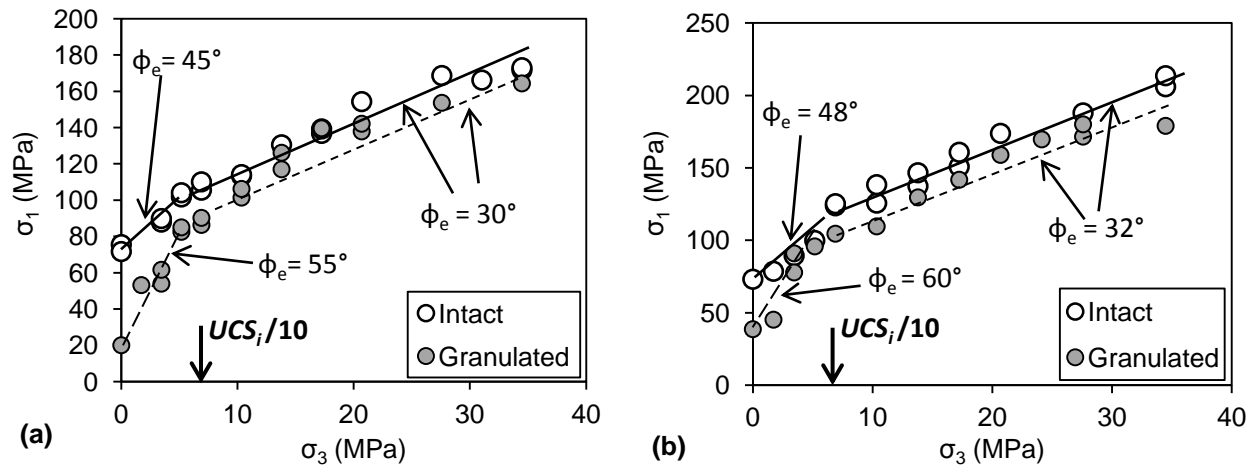 200
180
160
140
120
100
80
60
40
20
0
σ1 (MPa)
ϕe= 45°
ϕe= 55°
ϕe= 30°
UCSi/10
Intact
Granulated
0 10 20 30 40
σ3 (MPa)
(a)
250
200
150
100
50
0
σ1 (MPa)
ϕe= 48°
ϕe= 60°
ϕe= 32°
UCSi/10
Intact
Granulated
0 10 20 30 40
σ3 (MPa)
(b)